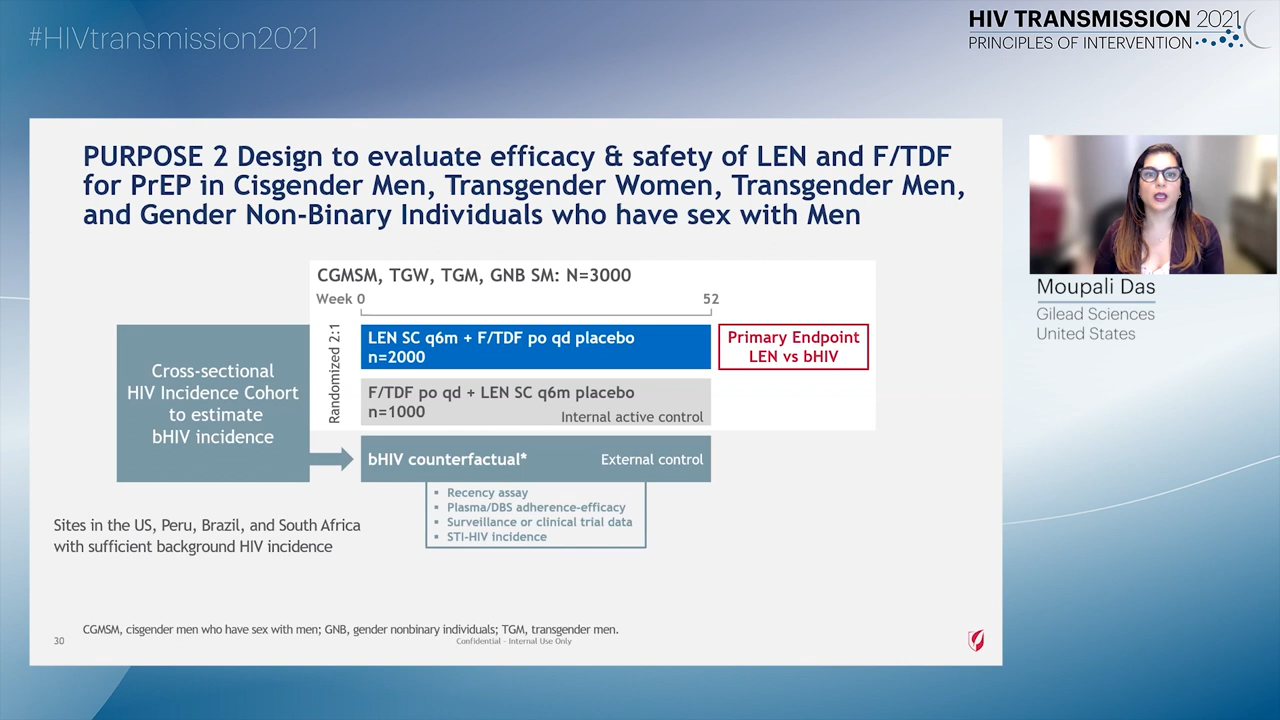 #HIVtransmission2021
HIV TRANSMISSION 2021
PRINCIPLES OF INTERVENTION
PURPOSE 2 Design to evaluate efficacy & safety of LEN and F/TDF
for PrEP in Cisgender Men, Transgender Women, Transgender Men,
and Gender Non-Binary Individuals who have sex with Men
Moupali Das
Gilead Sciences
United States
CGMSM, TGW, TGM, GNB SM: N=3000
Week 0
52
Randomized 2:1
LEN SC q6m + F/TDF po qd placebo
n=2000
Primary Endpoint
LEN vs bHIV
Cross-sectional
HIV Incidence Cohort
to estimate
bHIV incidence
F/TDF po qd + LEN SC q6m placebo
n=1000
Internal active control
bHIV counterfactual*
External control
▪ Recency assay
▪ Plasma/DBS adherence-efficacy
▪ Surveillance or clinical trial data
▪ STI-HIV incidence
Sites in the US, Peru, Brazil, and South Africa
with sufficient background HIV incidence
CGMSM, cisgender men who have sex with men; GNB, gender nonbinary individuals; TGM, transgender men.
30
Confidential - Internal Use Only